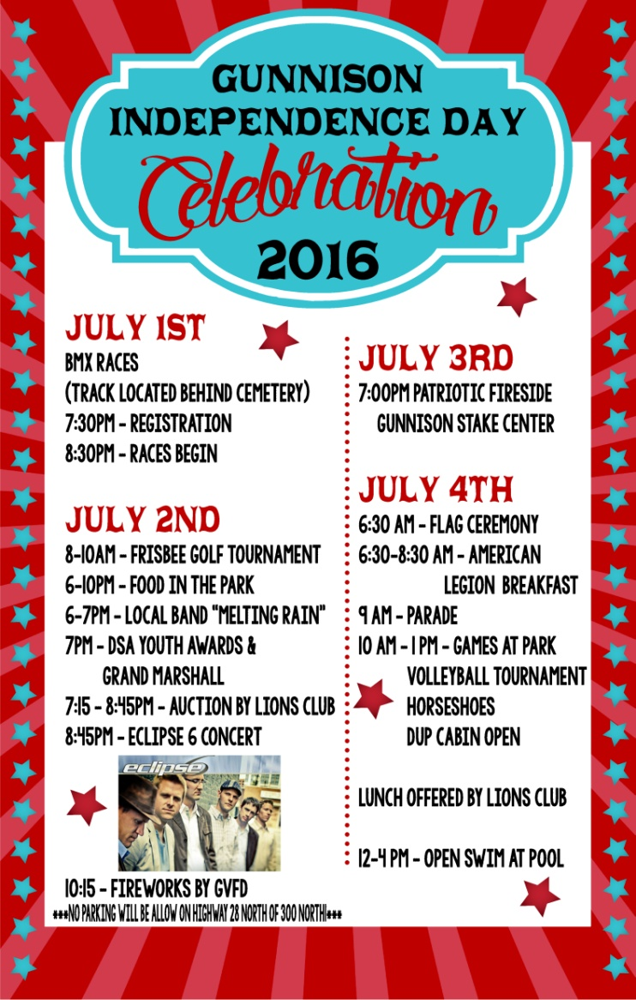 GUNNISON
INDEPENDENCE DAY
Celebration
2016
JULY 1ST
BMX RACES
(TRACK LOCATED BEHIND CEMETERY)
7:30PM - REGISTRATION
8:30PM - RACES BEGIN
JULY 2ND
8-10AM - FRISBEE GOLF TOURNAMENT
6-10PM - FOOD IN THE PARK
6-7PM - LOCAL BAND "MELTING RAIN"
7PM - DSA YOUTH AWARDS &
GRAND MARSHALL
7:15 - 8:45PM - AUCTION BY LIONS CLUB
8:45PM - ECLIPSE 6 CONCERT
eclipse6
10:15 - FIREWORKS BY GVFD
***NO PARKING WILL BE ALLOW ON HIGHWAY 28 NORTH OF 300 NORTH!***
JULY 3RD
7:00PM PATRIOTIC FIRESIDE
GUNNISON STAKE CENTER
JULY 4TH
6:30 AM - FLAG CEREMONY
6:30-8:30 AM - AMERICAN
LEGION BREAKFAST
9 AM - PARADE
10 AM - 1 PM - GAMES AT PARK
VOLLEYBALL TOURNAMENT
HORSESHOES
DUP CABIN OPEN
LUNCH OFFERED BY LIONS CLUB
12-4 PM - OPEN SWIM AT POOL